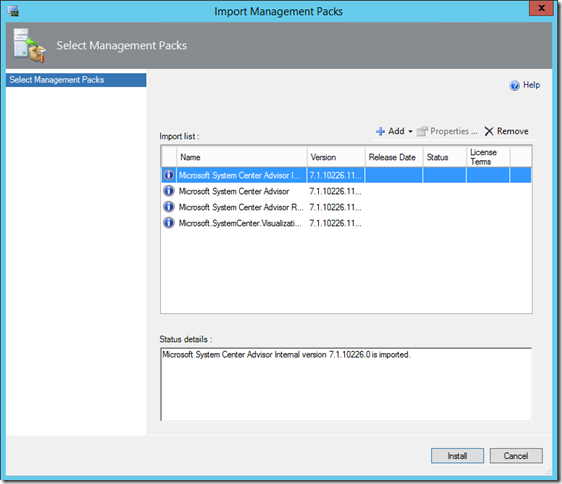 Import Management Packs
x
Select Management Packs
Select Management Packs
Help
Add Properties ... Remove
Import list :
Name Version Release Date Status License Terms
Microsoft System Center Advisor I... 7.1.10226.11...
Microsoft System Center Advisor 7.1.10226.11...
Microsoft System Center Advisor R... 7.1.10226.11...
Microsoft.SystemCenter.Visualizati... 7.1.10226.11...
Status details :
Microsoft System Center Advisor Internal version 7.1.10226.0 is imported.
Install Cancel